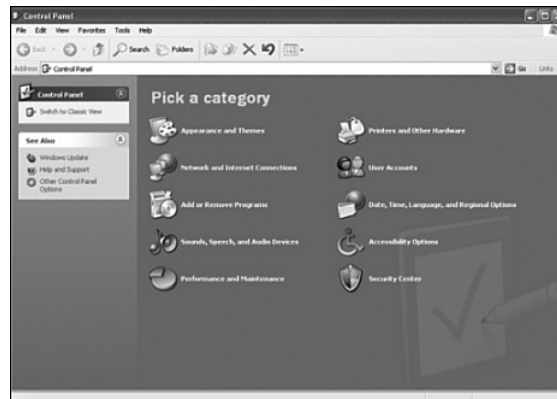 Control Panel
File Edit View Favorites Tools Help
Back Search Folders
Address Control Panel Go Links
Control Panel
Switch to Classic View
See Also
Windows Update
Help and Support
Other Control Panel
Options
Pick a category
Appearance and Themes
Printers and Other Hardware
Network and Internet Connections
User Accounts
Add or Remove Programs
Date, Time, Language, and Regional Options
Sounds, Speech, and Audio Devices
Accessibility Options
Performance and Maintenance
Security Center